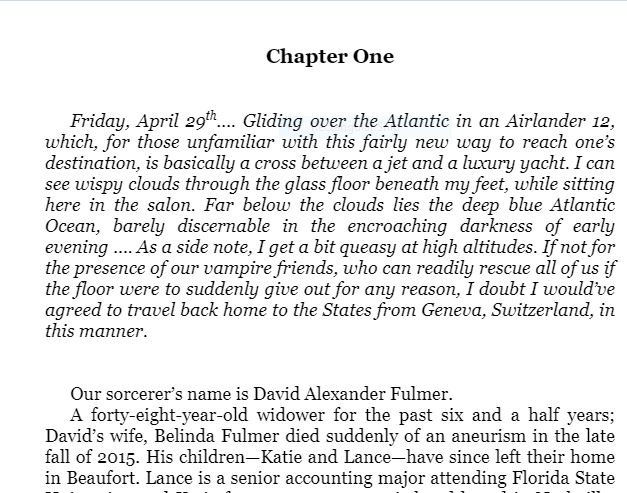 Chapter One
Friday, April 29th.... Gliding over the Atlantic in an Airlander 12,
which, for those unfamiliar with this fairly new way to reach one's
destination, is basically a cross between a jet and a luxury yacht. I can
see wispy clouds through the glass floor beneath my feet, while sitting
here in the salon. Far below the clouds lies the deep blue Atlantic
Ocean, barely discernable in the encroaching darkness of early
evening .... As a side note, I get a bit queasy at high altitudes. If not for
the presence of our vampire friends, who can readily rescue all of us if
the floor were to suddenly give out for any reason, I doubt I would've
agreed to travel back home to the States from Geneva, Switzerland, in
this manner.
Our sorcerer's name is David Alexander Fulmer.
A forty-eight-year-old widower for the past six and a half years;
David's wife, Belinda Fulmer died suddenly of an aneurism in the late
fall of 2015. His children—Katie and Lance—have since left their home
in Beaufort. Lance is a senior accounting major attending Florida State